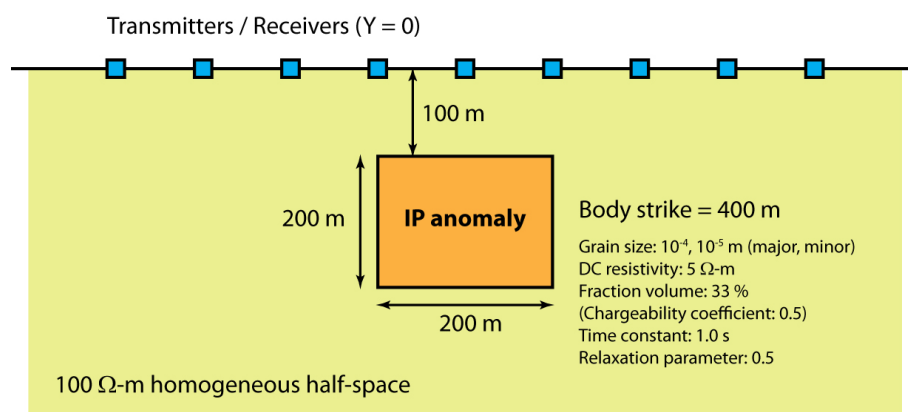 Transmitters / Receivers (Y = 0)
100 m
200 m
IP anomaly
200 m
Body strike = 400 m
Grain size: 10⁻⁴, 10⁻⁵ m (major, minor)
DC resistivity: 5 Ω-m
Fraction volume: 33 %
(Chargeability coefficient: 0.5)
Time constant: 1.0 s
Relaxation parameter: 0.5
100 Ω-m homogeneous half-space